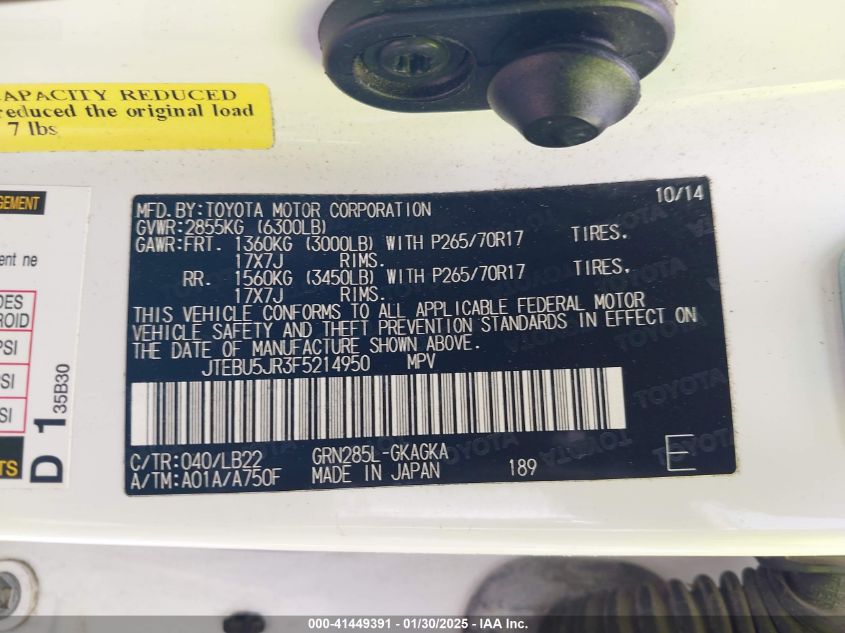 CAPACITY REDUCED
reduced the original load
7 lbs
GEMENT
ent ne
DES
ROID
PSI
PSI
SI
TS
D 1 35B30
10/14
MFD. BY: TOYOTA MOTOR CORPORATION
GVWR: 2855KG (6300LB)
GAWR: FRT. 1360KG (3000LB) WITH P265/70R17 TIRES.
17X7J RIMS.
RR. 1560KG (3450LB) WITH P265/70R17 TIRES,
17X7J RIMS.
THIS VEHICLE CONFORMS TO ALL APPLICABLE FEDERAL MOTOR
VEHICLE SAFETY AND THEFT PREVENTION STANDARDS IN EFFECT ON
THE DATE OF MANUFACTURE SHOWN ABOVE.
JTEBU5JR3F5214950 MPV
C/TR: 040/LB22 GRN285L-GKAGKA
A/TM: A01A/A750F MADE IN JAPAN 189 E
000-41449391 - 01/30/2025 - IAA Inc.